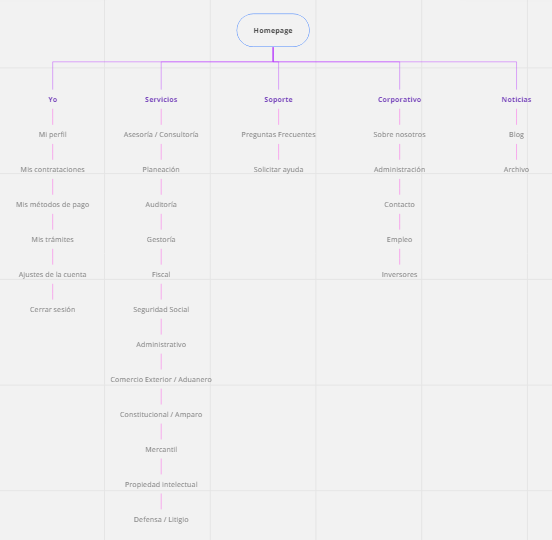 Homepage
Yo
Mi perfil
Mis contrataciones
Mis métodos de pago
Mis trámites
Ajustes de la cuenta
Cerrar sesión
Servicios
Asesoría / Consultoría
Planeación
Auditoría
Gestoría
Fiscal
Seguridad Social
Administrativo
Comercio Exterior / Aduanero
Constitucional / Amparo
Mercantil
Propiedad intelectual
Defensa / Litigio
Soporte
Preguntas Frecuentes
Solicitar ayuda
Corporativo
Sobre nosotros
Administración
Contacto
Empleo
Inversores
Noticias
Blog
Archivo